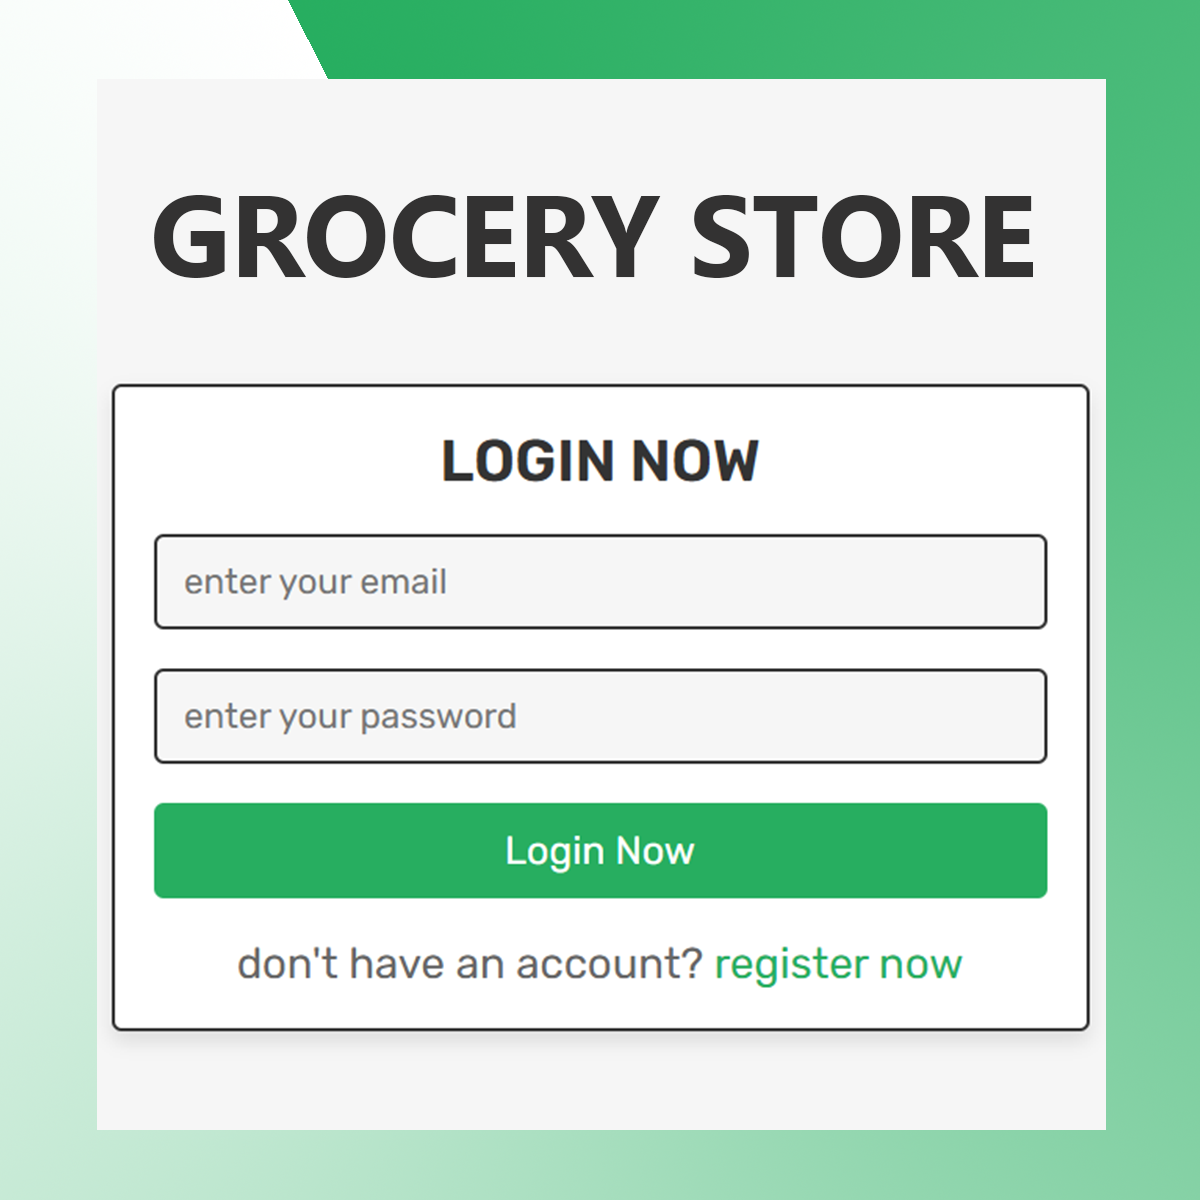 GROCERY STORE
LOGIN NOW
enter your email
enter your password
Login Now
don't have an account? register now